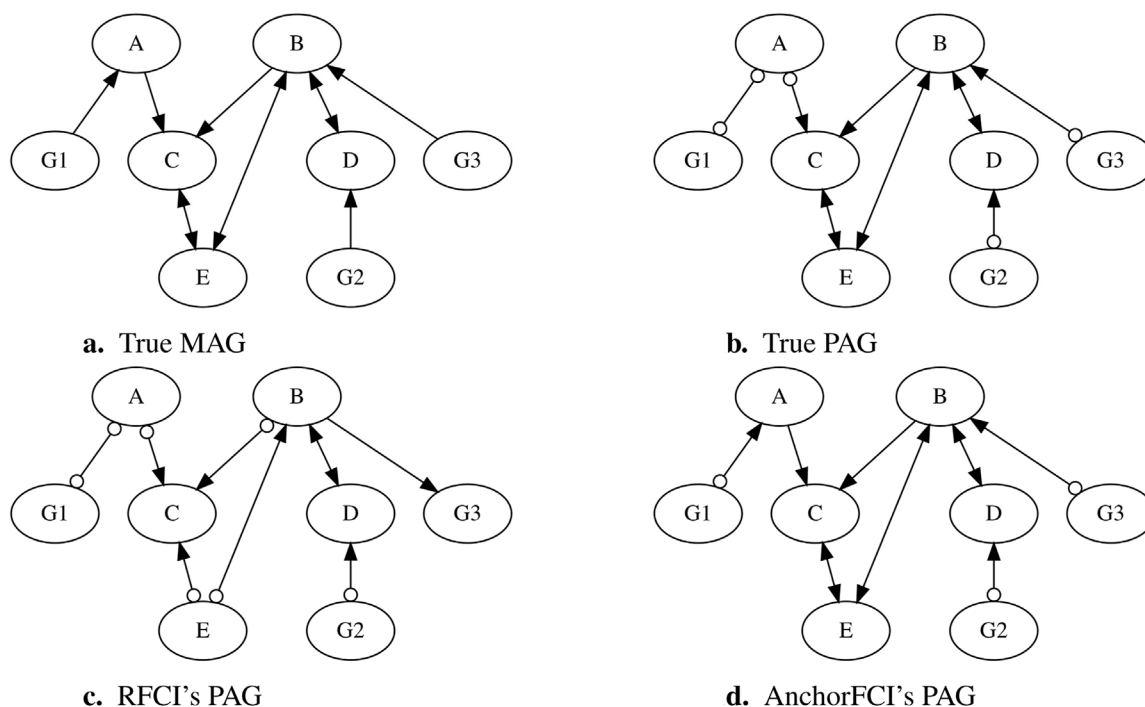 A B
G1 C D G3
E G2
a. True MAG
A B
G1 C D G3
E G2
b. True PAG
A B
G1 C D G3
E G2
c. RFCI's PAG
A B
G1 C D G3
E G2
d. AnchorFCI's PAG